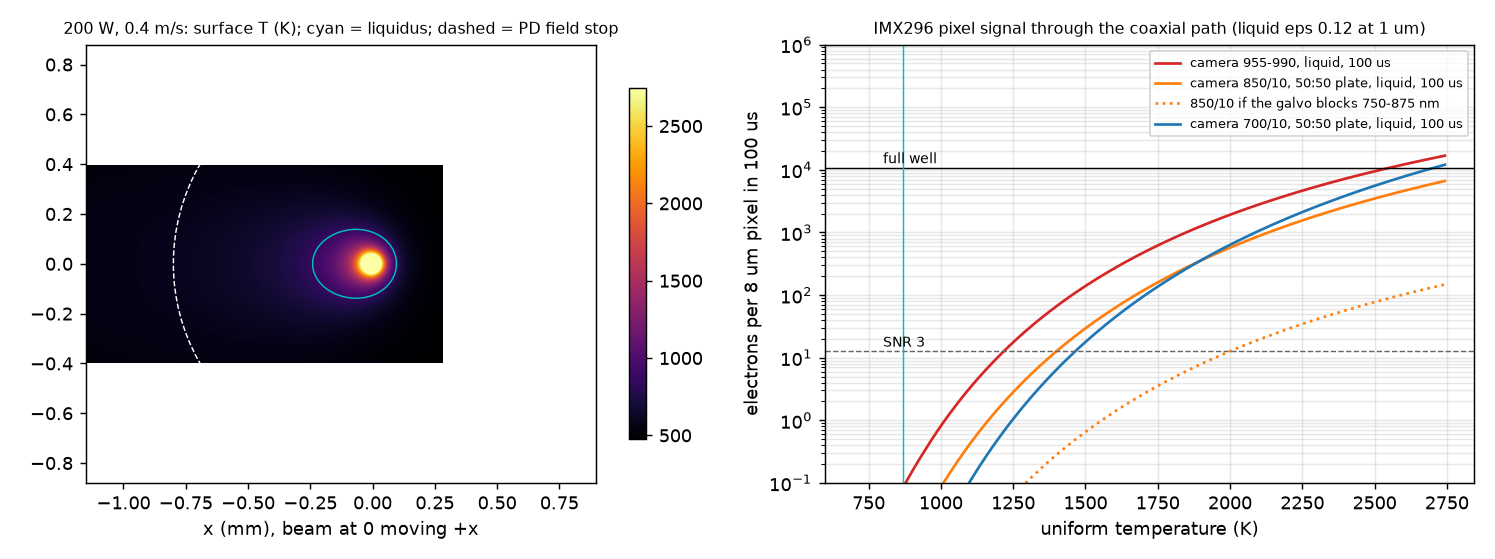 200 W, 0.4 m/s: surface T (K); cyan = liquidus; dashed = PD field stop
0.8
0.6
0.4
0.2
0.0
−0.2
−0.4
−0.6
−0.8
−1.00 −0.75 −0.50 −0.25 0.00 0.25 0.50 0.75
x (mm), beam at 0 moving +x
2500
2000
1500
1000
500
IMX296 pixel signal through the coaxial path (liquid eps 0.12 at 1 um)
electrons per 8 um pixel in 100 us
10^6
10^5
10^4
10^3
10^2
10^1
10^0
10^−1
camera 955-990, liquid, 100 us
camera 850/10, 50:50 plate, liquid, 100 us
850/10 if the galvo blocks 750-875 nm
camera 700/10, 50:50 plate, liquid, 100 us
full well
SNR 3
750 1000 1250 1500 1750 2000 2250 2500 2750
uniform temperature (K)